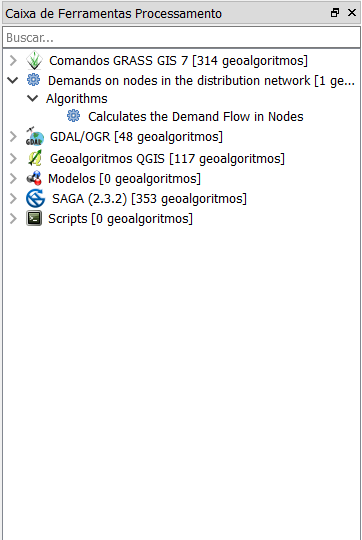 Caixa de Ferramentas Processamento
Buscar...
Comandos GRASS GIS 7 [314 geoalgoritmos]
Demands on nodes in the distribution network [1 ge...
Algorithms
Calculates the Demand Flow in Nodes
GDAL GDAL/OGR [48 geoalgoritmos]
Geoalgoritmos QGIS [117 geoalgoritmos]
Modelos [0 geoalgoritmos]
SAGA (2.3.2) [353 geoalgoritmos]
Scripts [0 geoalgoritmos]